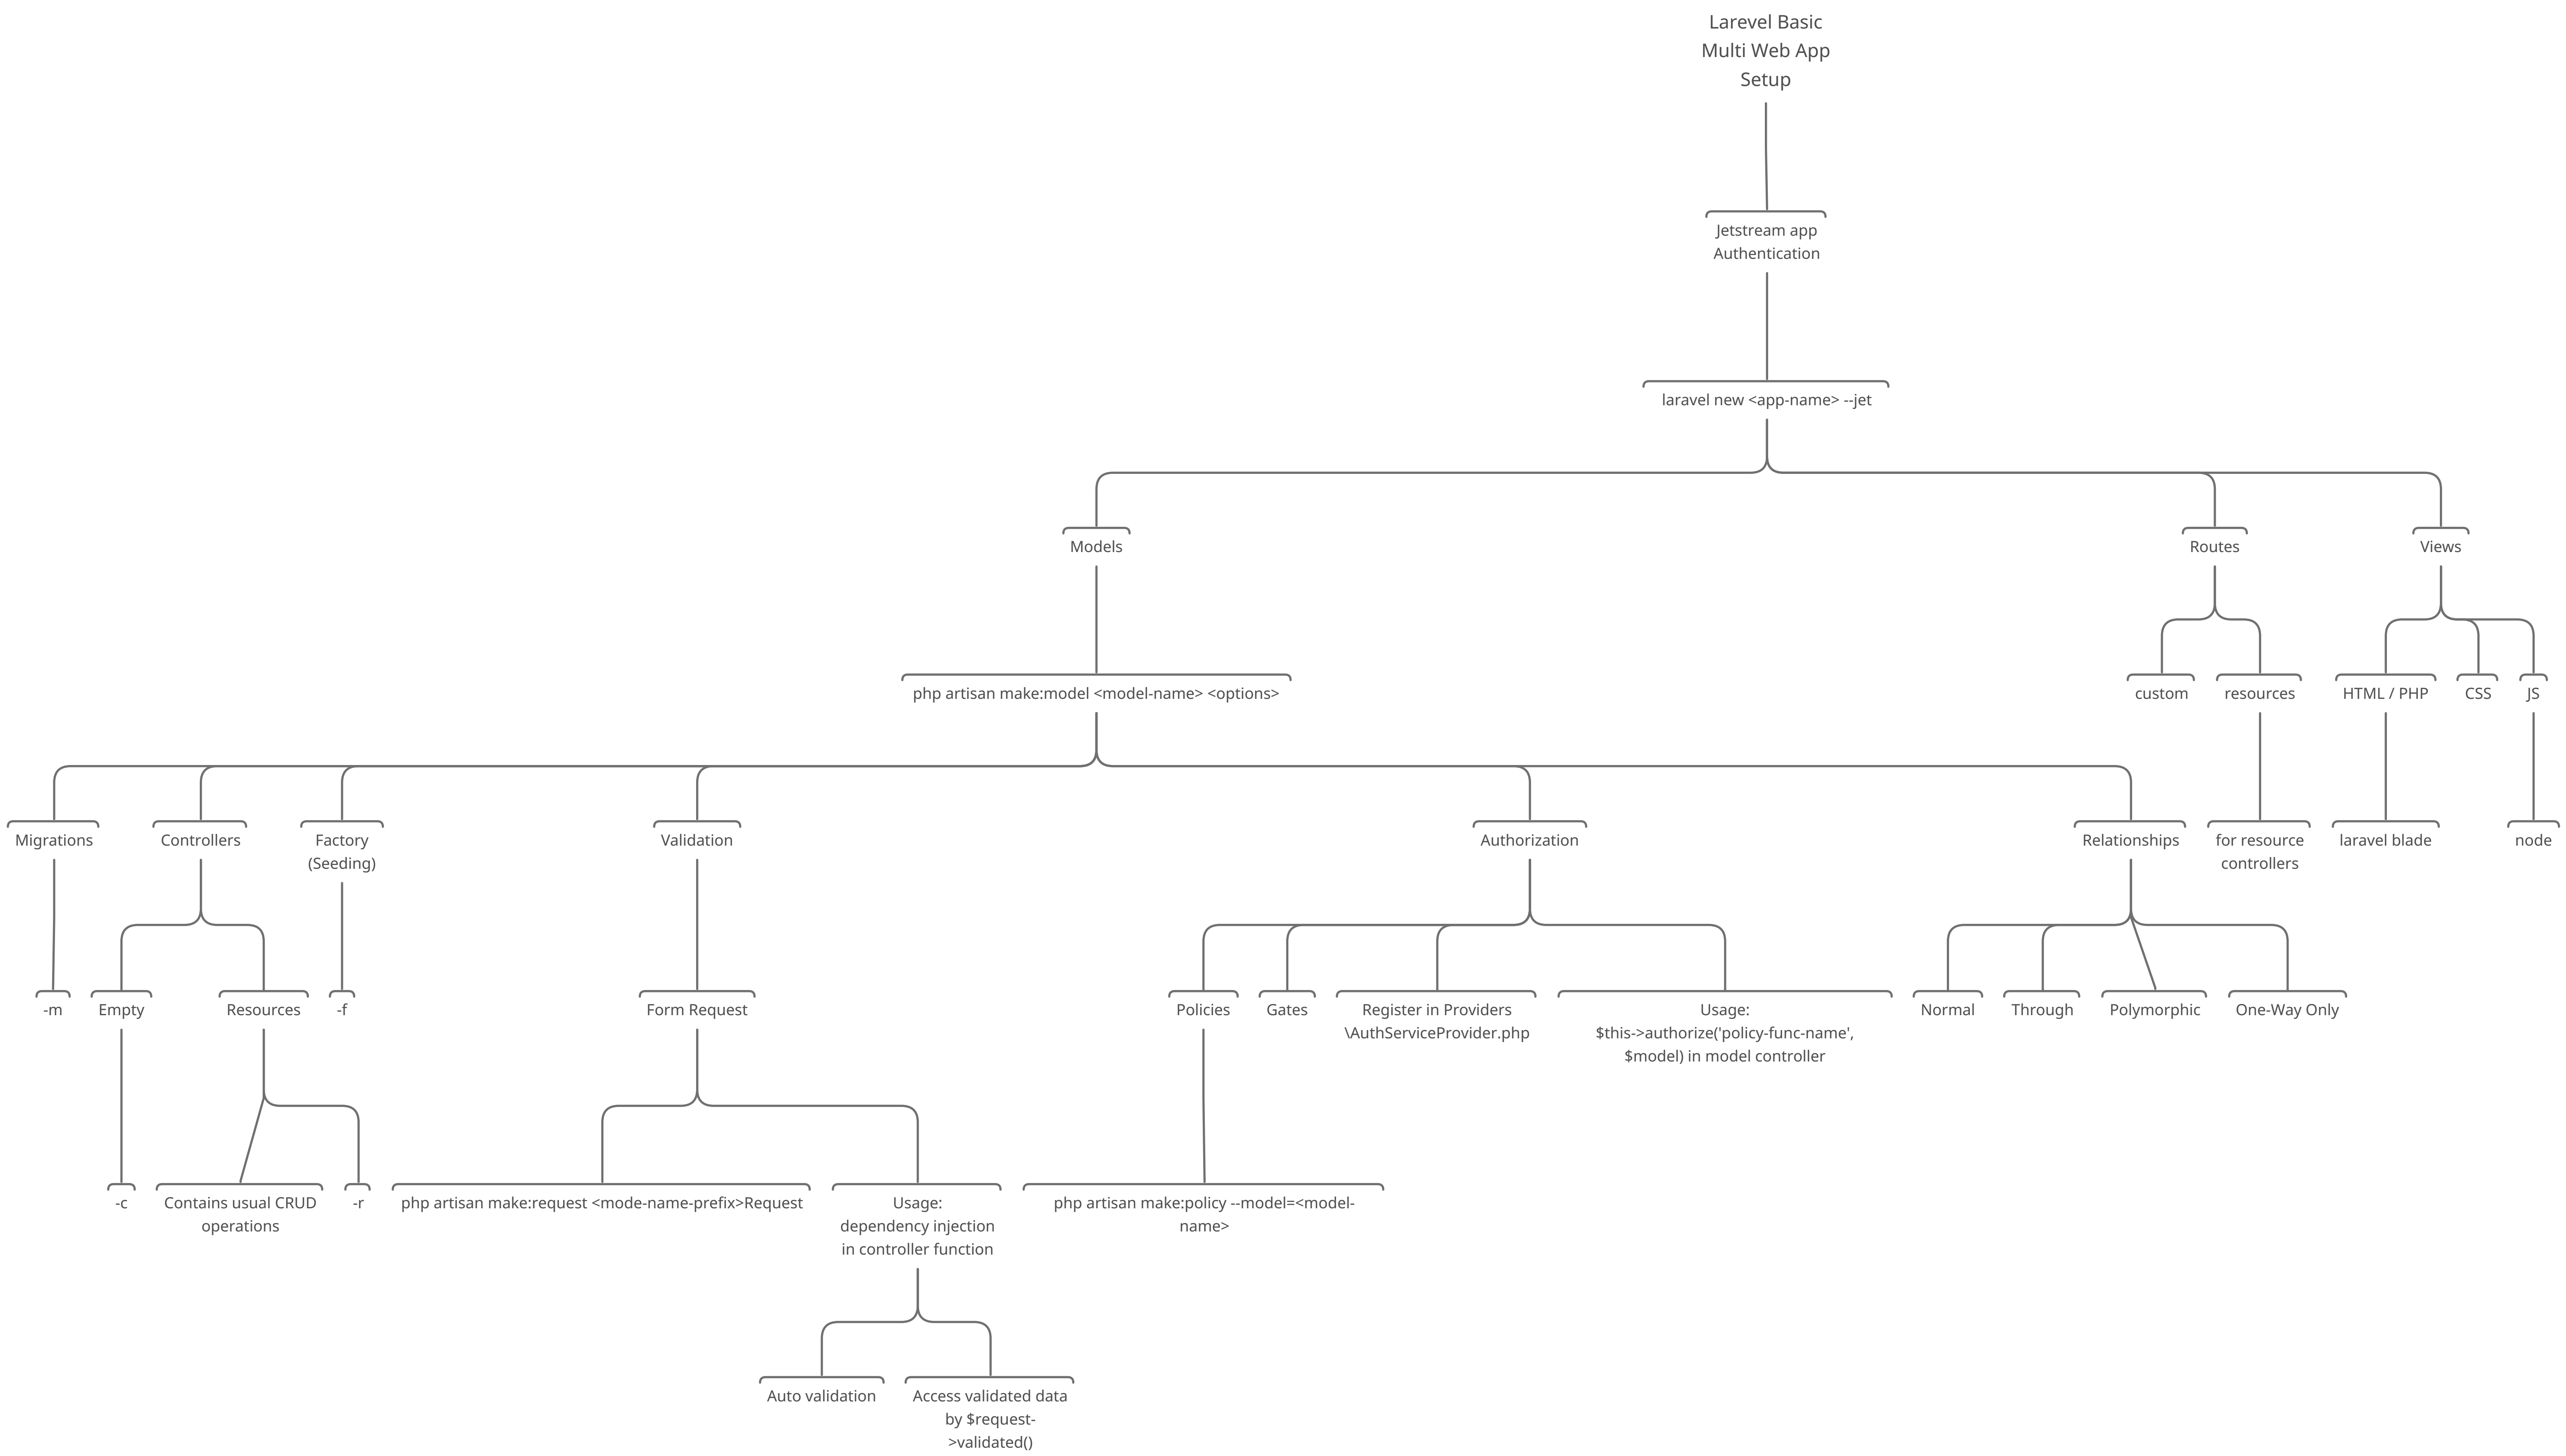 Larevel Basic
Multi Web App
Setup
Jetstream app
Authentication
laravel new <app-name> --jet
Models
Routes
Views
php artisan make:model <model-name> <options>
custom
resources
HTML / PHP
CSS
JS
Migrations
Controllers
Factory
(Seeding)
Validation
Authorization
Relationships
for resource
controllers
laravel blade
node
-m
Empty
Resources
-f
Form Request
Policies
Gates
Register in Providers
\AuthServiceProvider.php
Usage:
$this->authorize('policy-func-name',
$model) in model controller
Normal
Through
Polymorphic
One-Way Only
-c
Contains usual CRUD
operations
-r
php artisan make:request <mode-name-prefix>Request
Usage:
dependency injection
in controller function
php artisan make:policy --model=<model-
name>
Auto validation
Access validated data
by $request-
>validated()